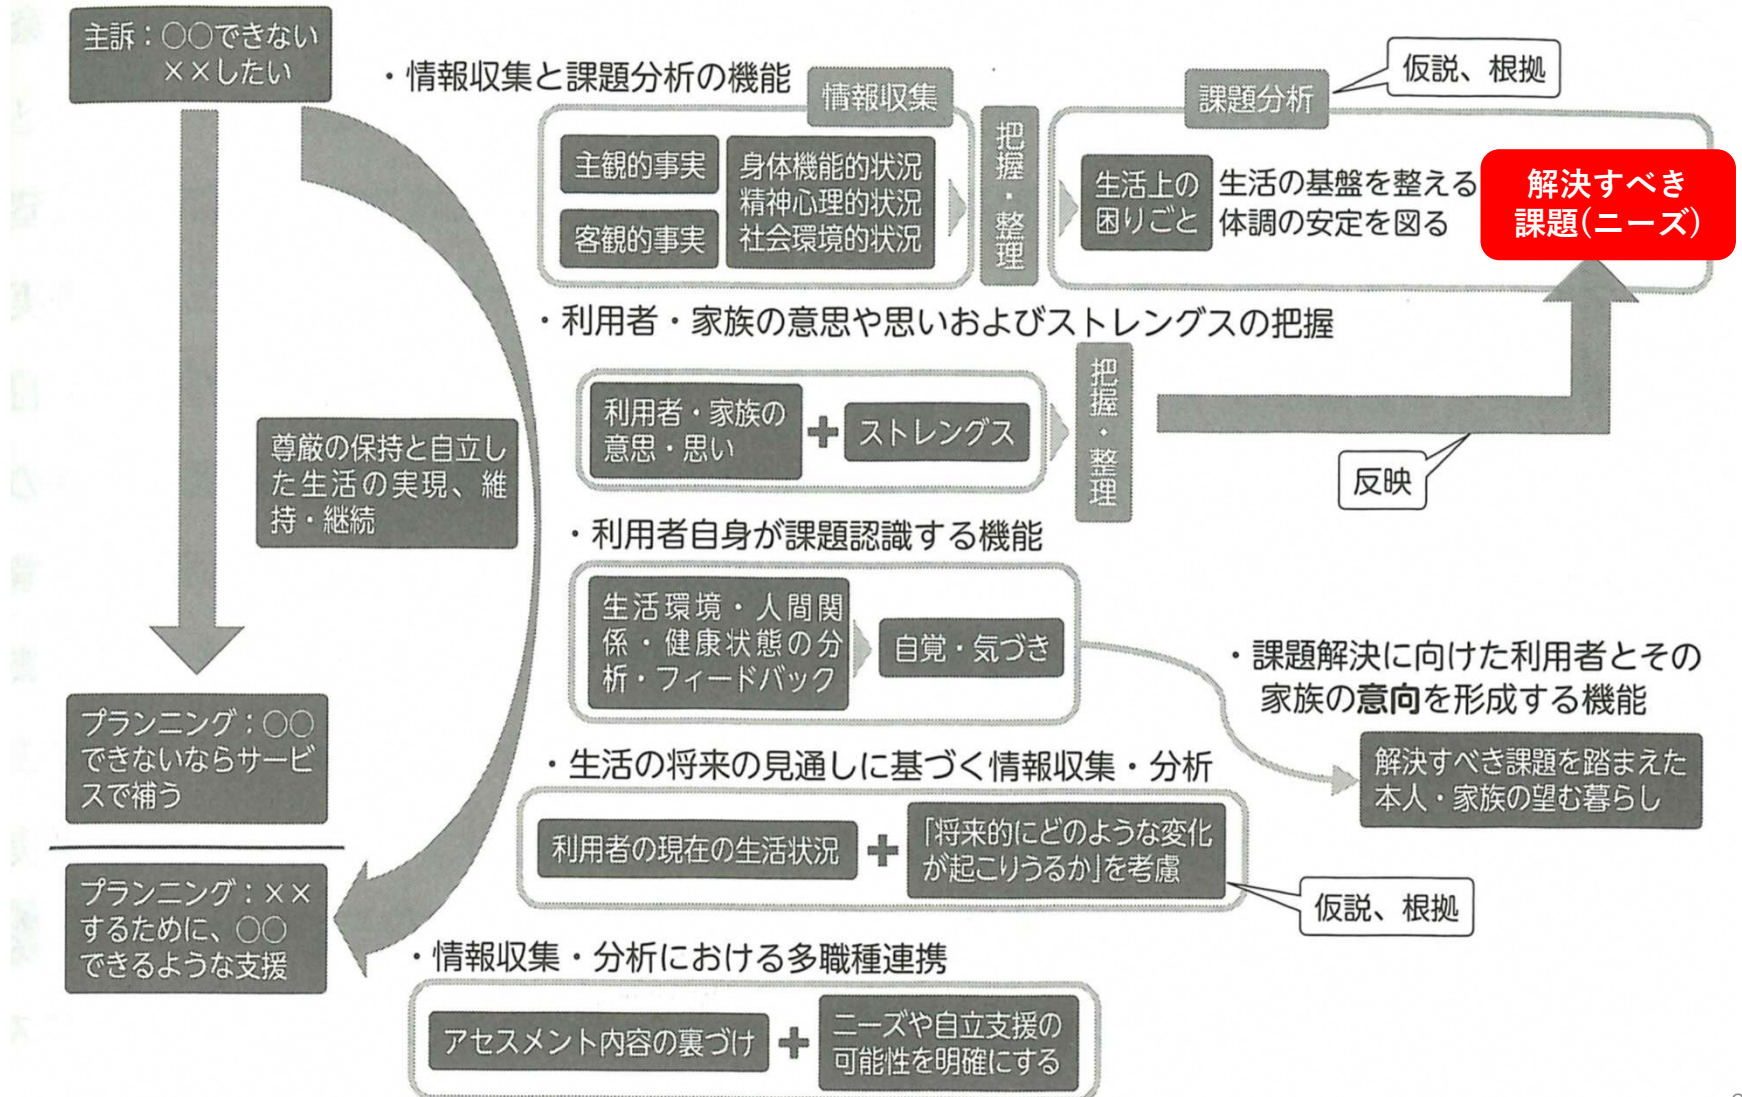 主訴：○○できない
××したい
・情報収集と課題分析の機能
情報収集
主観的事実
客観的事実
身体機能的状況
精神心理的状況
社会環境的状況
把握・整理
課題分析
仮説、根拠
生活上の
困りごと
生活の基盤を整える
体調の安定を図る
解決すべき
課題(ニーズ)
・利用者・家族の意思や思いおよびストレングスの把握
利用者・家族の
意思・思い
＋
ストレングス
把握・整理
反映
尊厳の保持と自立し
た生活の実現、維
持・継続
・利用者自身が課題認識する機能
生活環境・人間関
係・健康状態の分
析・フィードバック
自覚・気づき
・課題解決に向けた利用者とその
家族の意向を形成する機能
解決すべき課題を踏まえた
本人・家族の望む暮らし
プランニング：○○
できないならサービ
スで補う
プランニング：××
するために、○○
できるような支援
・生活の将来の見通しに基づく情報収集・分析
利用者の現在の生活状況
＋
「将来的にどのような変化
が起こりうるか」を考慮
仮説、根拠
・情報収集・分析における多職種連携
アセスメント内容の裏づけ
＋
ニーズや自立支援の
可能性を明確にする